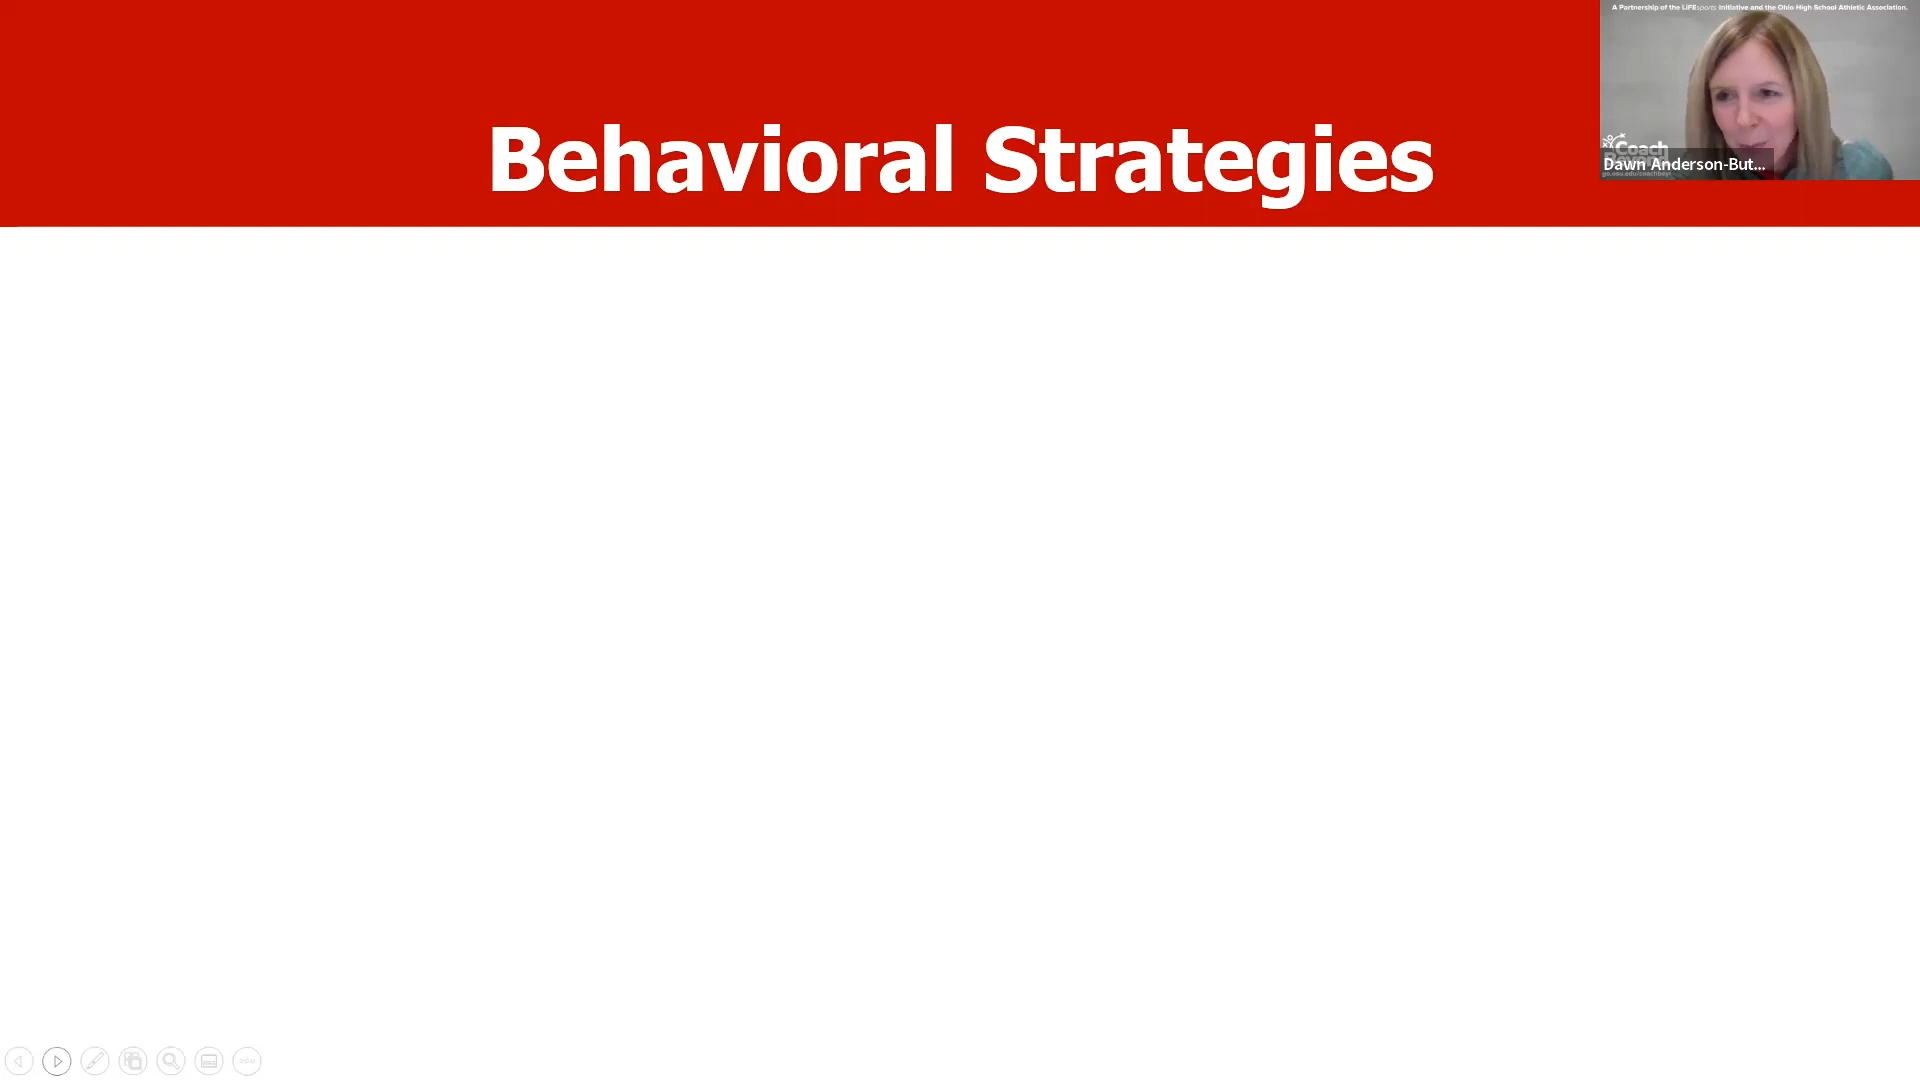 A Partnership of the LiFEsports Initiative and the Ohio High School Athletic Association.
Behavioral Strategies
Coach
Dawn Anderson-But...